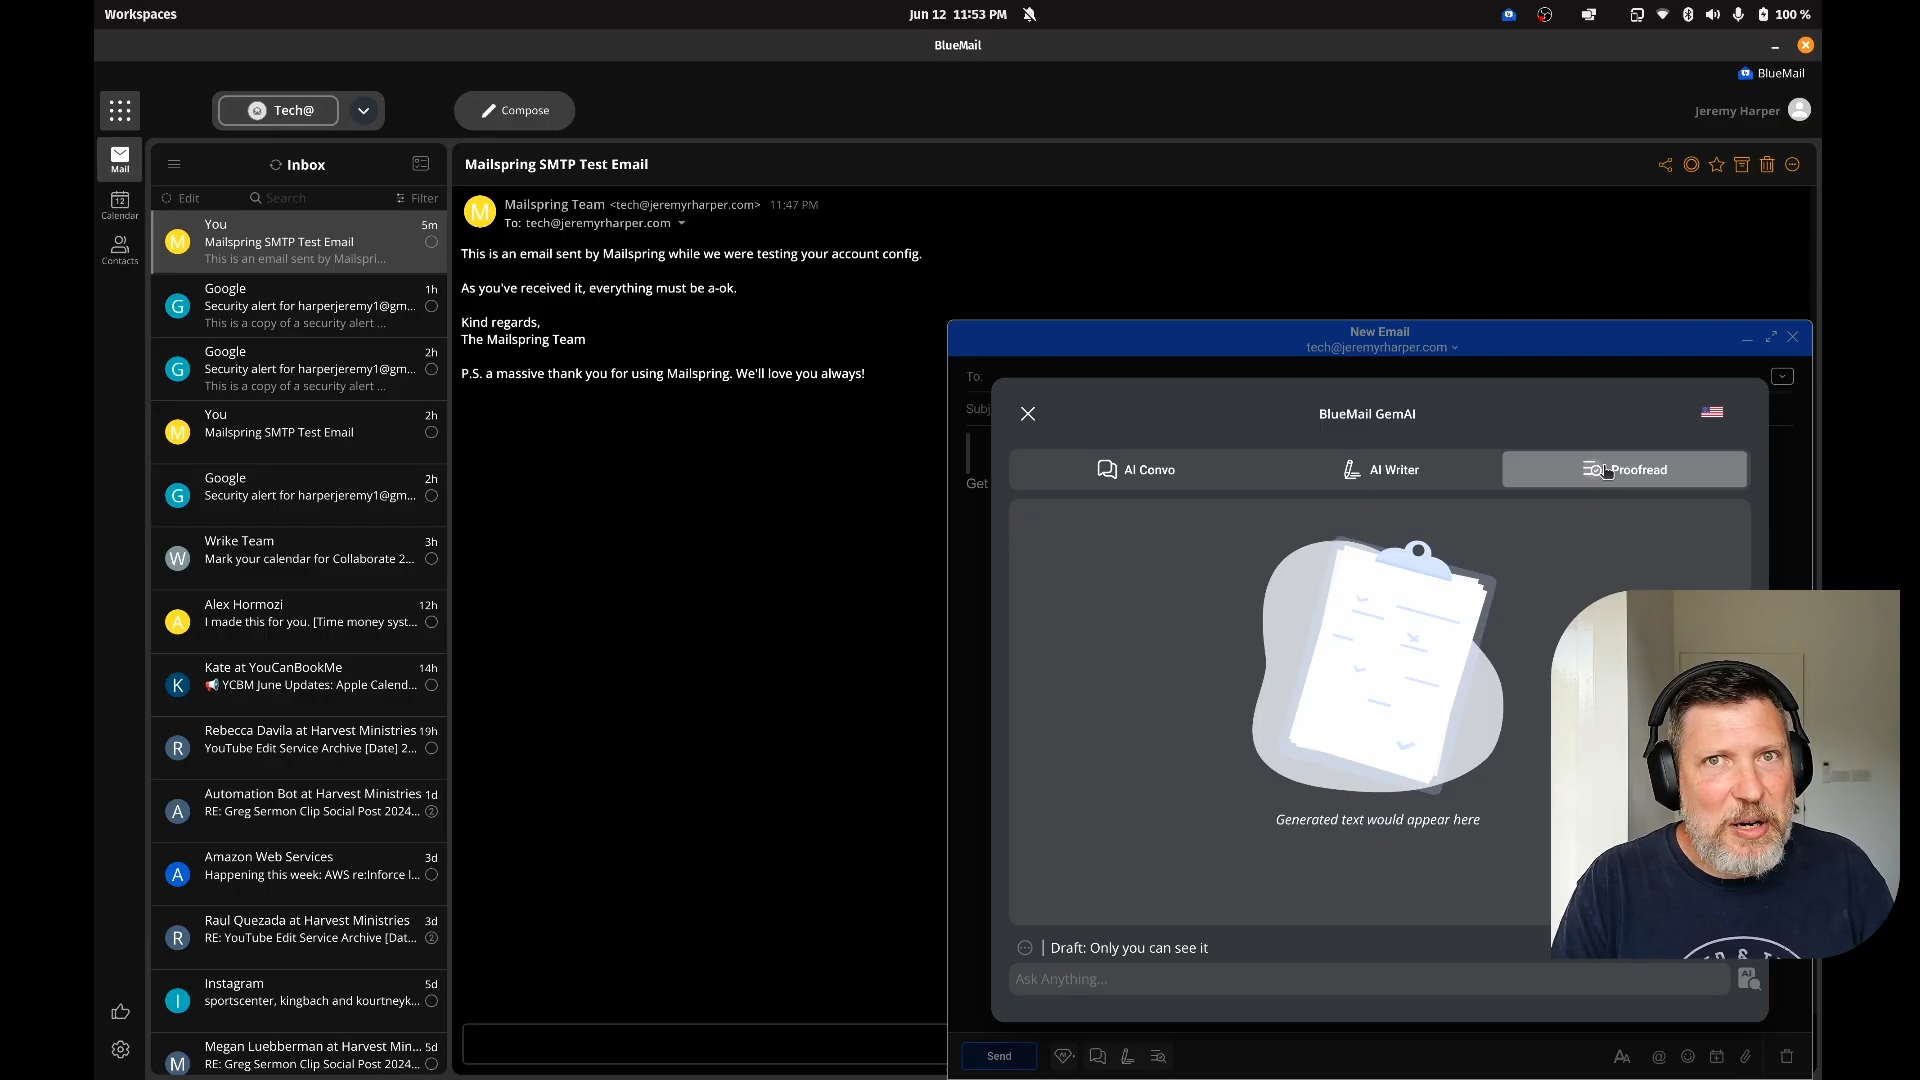 Workspaces
Jun 12 11:53 PM
100 %
BlueMail
BlueMail
Tech@
Compose
Jeremy Harper
Mail
12
Calendar
Contacts
Inbox
Edit
Search
Filter
You 5m
M
Mailspring SMTP Test Email
This is an email sent by Mailspri...
Google 1h
G
Security alert for harperjeremy1@gm...
This is a copy of a security alert ...
Google 2h
G
Security alert for harperjeremy1@gm...
This is a copy of a security alert ...
You 2h
M
Mailspring SMTP Test Email
Google 2h
G
Security alert for harperjeremy1@gm...
Wrike Team 3h
W
Mark your calendar for Collaborate 2...
Alex Hormozi 12h
A
I made this for you. [Time money syst...
Kate at YouCanBookMe 14h
K
📢 YCBM June Updates: Apple Calend...
Rebecca Davila at Harvest Ministries 19h
R
YouTube Edit Service Archive [Date] 2...
Automation Bot at Harvest Ministries 1d
A
RE: Greg Sermon Clip Social Post 2024... 2
Amazon Web Services 3d
A
Happening this week: AWS re:Inforce l...
Raul Quezada at Harvest Ministries 3d
R
RE: YouTube Edit Service Archive [Dat... 2
Instagram 5d
I
sportscenter, kingbach and kourtneyk...
Megan Luebberman at Harvest Min... 5d
M
RE: Greg Sermon Clip Social Post 2024...
Mailspring SMTP Test Email
M
Mailspring Team <tech@jeremyrharper.com> 11:47 PM
To: tech@jeremyrharper.com
This is an email sent by Mailspring while we were testing your account config.
As you've received it, everything must be a-ok.
Kind regards,
The Mailspring Team
P.S. a massive thank you for using Mailspring. We'll love you always!
New Email
tech@jeremyrharper.com
To:
Subj
Get
BlueMail GemAI
AI Convo
AI Writer
Proofread
Generated text would appear here
Draft: Only you can see it
Ask Anything...
AI
Send
AI
AA
@